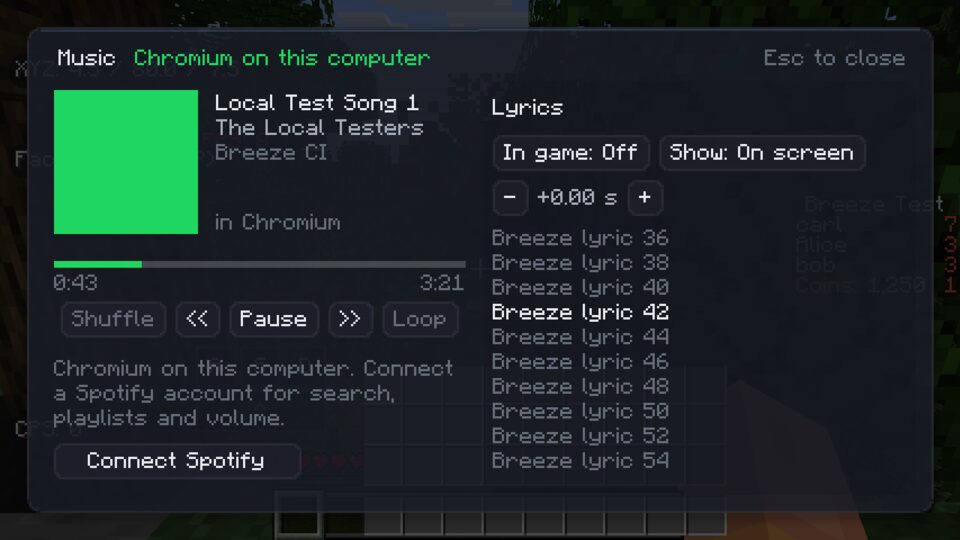 Music Chromium on this computer
Esc to close
Local Test Song 1
The Local Testers
Breeze CI
in Chromium
0:43
3:21
Shuffle
<<
Pause
>>
Loop
Chromium on this computer. Connect
a Spotify account for search,
playlists and volume.
Connect Spotify
Lyrics
In game: Off
Show: On screen
- +0.00 s +
Breeze lyric 36
Breeze lyric 38
Breeze lyric 40
Breeze lyric 42
Breeze lyric 44
Breeze lyric 46
Breeze lyric 48
Breeze lyric 50
Breeze lyric 52
Breeze lyric 54
Breeze Test
carl 7
Alice 3
bob 3
Coins: 1,250 1